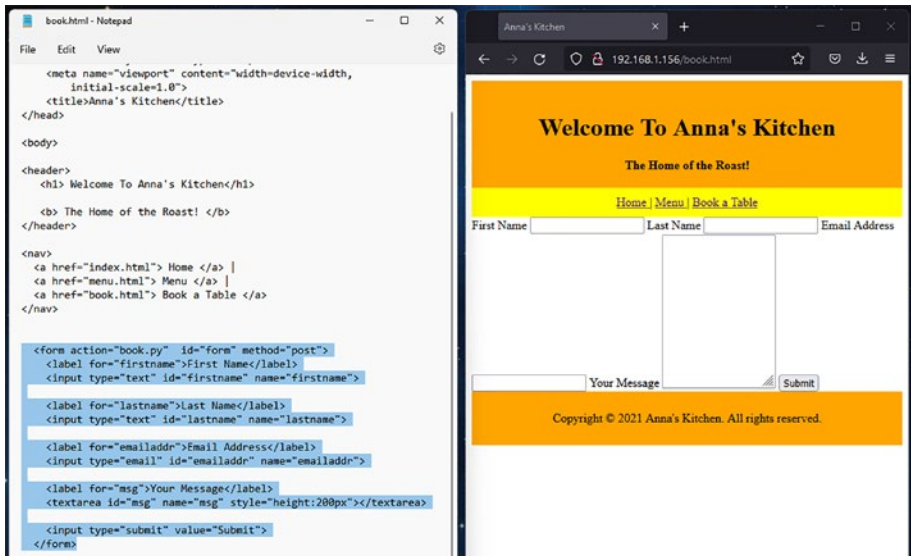 book.html - Notepad
File Edit View
<meta name="viewport" content="width=device-width,
initial-scale=1.0">
<title>Anna's Kitchen</title>
</head>
<body>
<header>
<h1> Welcome To Anna's Kitchen</h1>
<b> The Home of the Roast! </b>
</header>
<nav>
<a href="index.html"> Home </a> |
<a href="menu.html"> Menu </a> |
<a href="book.html"> Book a Table </a>
</nav>
<form action="book.py" id="form" method="post">
<label for="firstname">First Name</label>
<input type="text" id="firstname" name="firstname">
<label for="lastname">Last Name</label>
<input type="text" id="lastname" name="lastname">
<label for="emailaddr">Email Address</label>
<input type="email" id="emailaddr" name="emailaddr">
<label for="msg">Your Message</label>
<textarea id="msg" name="msg" style="height:200px"></textarea>
<input type="submit" value="Submit">
</form>
Anna's Kitchen
192.168.1.156/book.html
Welcome To Anna's Kitchen
The Home of the Roast!
Home | Menu | Book a Table
First Name Last Name Email Address
Your Message Submit
Copyright © 2021 Anna's Kitchen. All rights reserved.